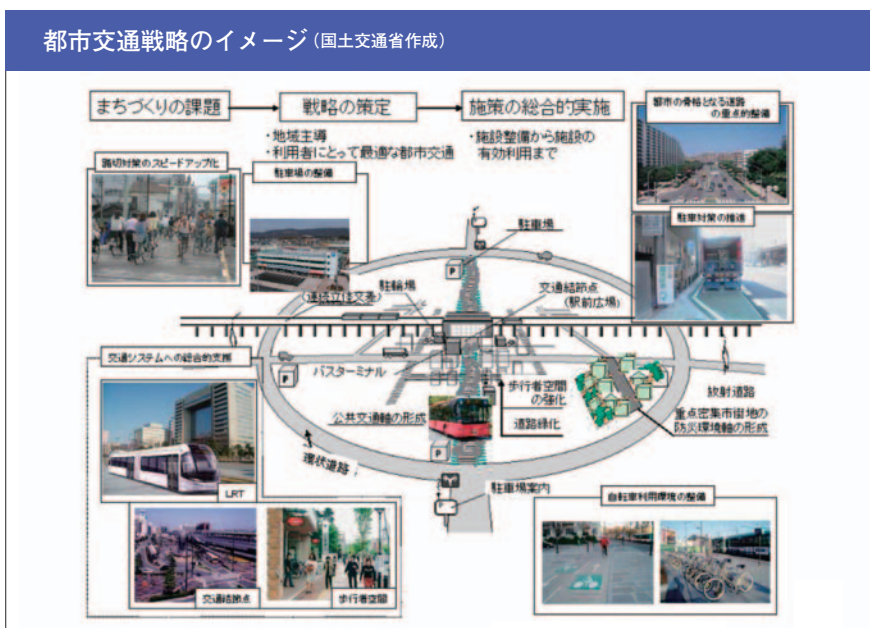 都市交通戦略のイメージ(国土交通省作成)
まちづくりの課題
戦略の策定
施策の総合的実施
・地域主導
・利用者にとって最適な都市交通
・施設整備から施設の
有効利用まで
都市の骨格となる道路
の重点的整備
踏切対策のスピードアップ化
駐車場の整備
駐車対策の推進
駐車場
P
駐輪場
(連続立体交差)
交通結節点
(駅前広場)
交通システムへの総合的支援
P
バスターミナル
歩行者空間
の強化
道路緑化
放射道路
重点密集市街地の
防災環境軸の形成
公共交通軸の形成
P
環状道路
LRT
駐車場案内
P
自転車利用環境の整備
交通結節点
歩行者空間